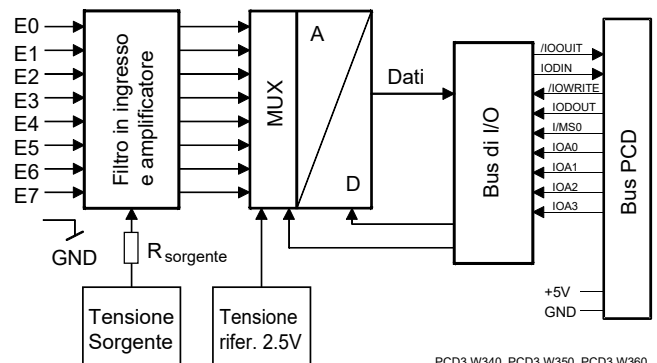 E0
E1
E2
E3
E4
E5
E6
E7
GND
Filtro in ingresso
e amplificatore
R sorgente
Tensione
Sorgente
MUX
A
D
Tensione
rifer. 2.5V
Dati
Bus di I/O
/IOOUIT
IODIN
/IOWRITE
IODOUT
I/MS0
IOA0
IOA1
IOA2
IOA3
Bus PCD
+5V
GND
PCD3.W340, PCD3.W350, PCD3.W360